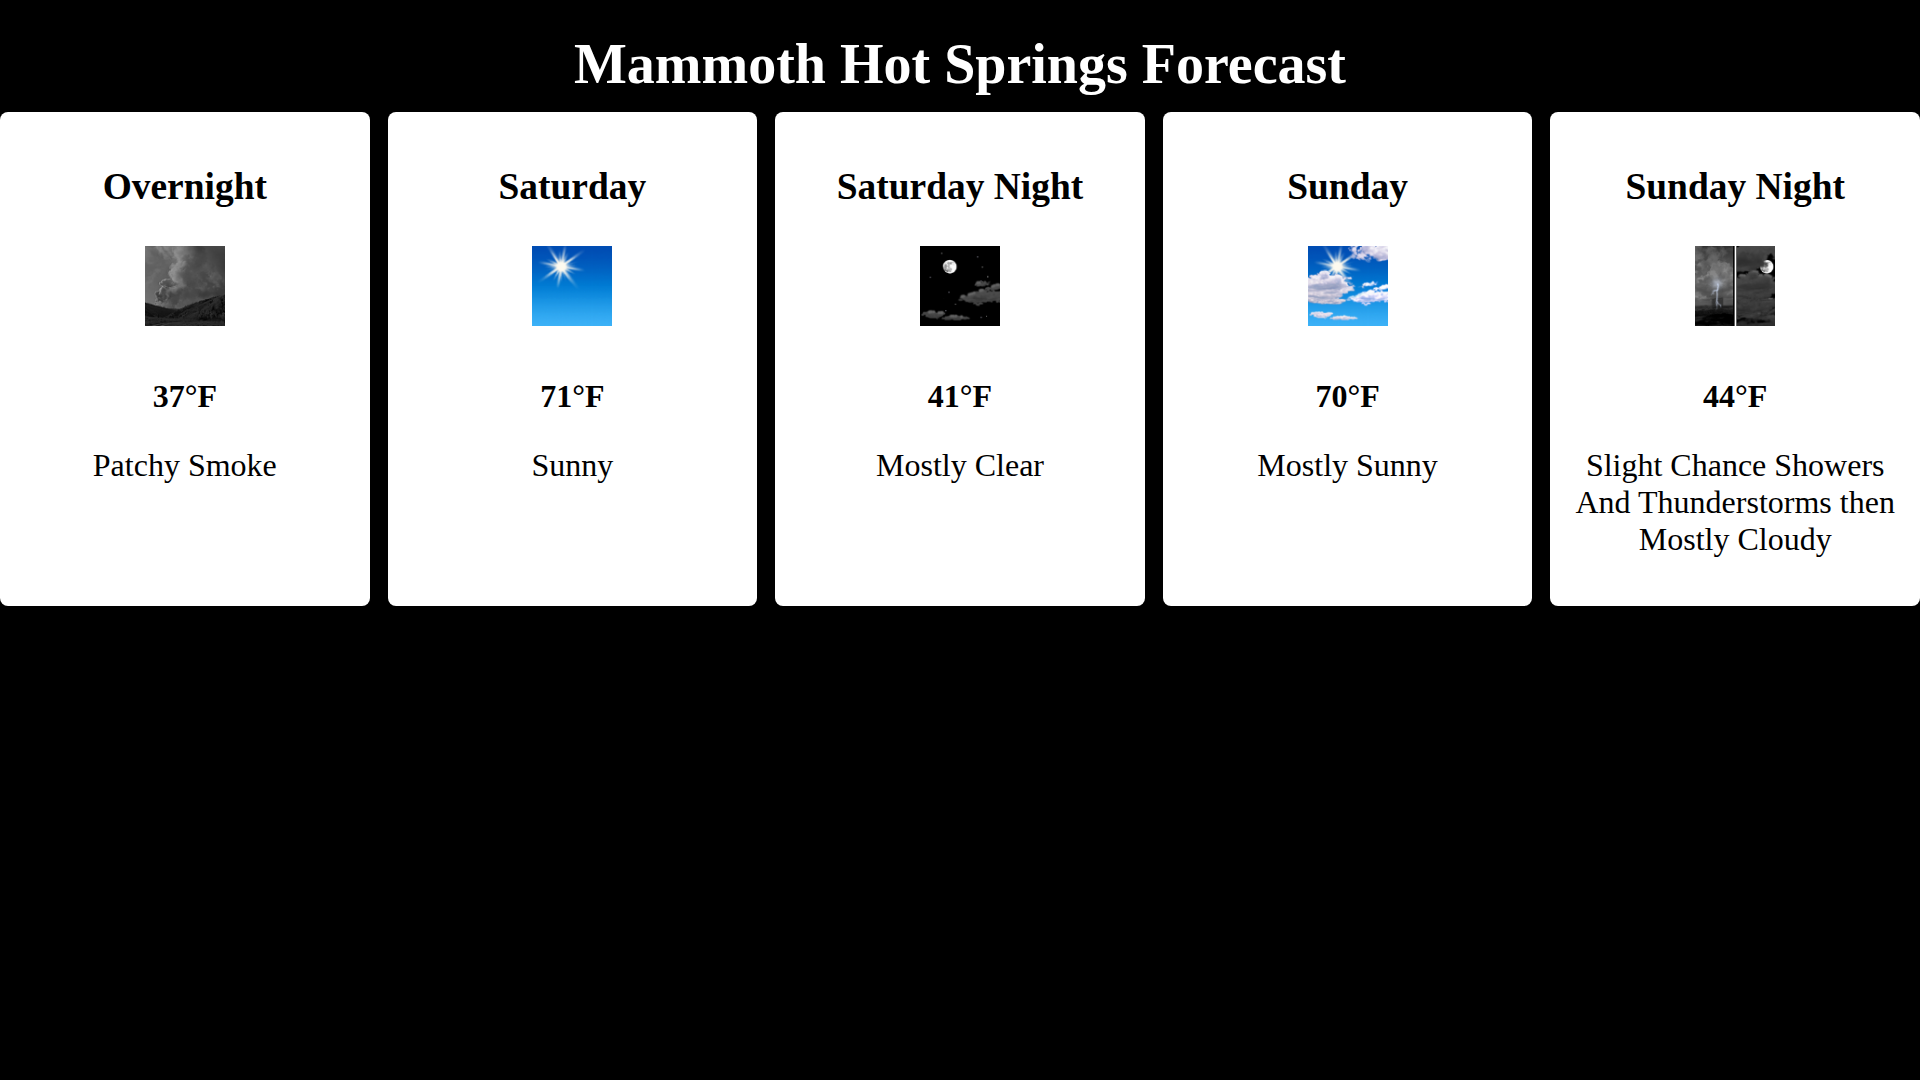 Mammoth Hot Springs Forecast
Overnight
37°F
Patchy Smoke
Saturday
71°F
Sunny
Saturday Night
41°F
Mostly Clear
Sunday
70°F
Mostly Sunny
Sunday Night
44°F
Slight Chance Showers
And Thunderstorms then
Mostly Cloudy